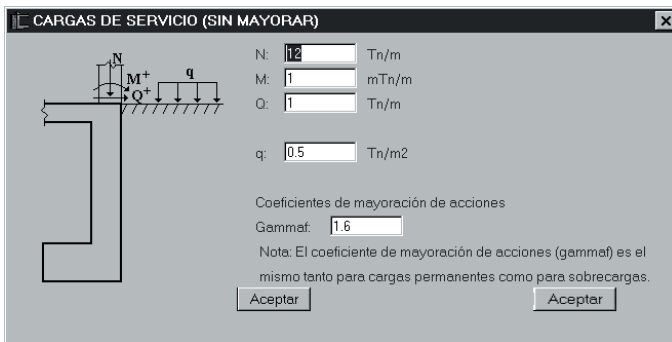 CARGAS DE SERVICIO (SIN MAYORAR)
N
M+
Q+
q
N: 12 Tn/m
M: 1 mTn/m
Q: 1 Tn/m
q: 0.5 Tn/m2
Coeficientes de mayoración de acciones
Gammaf: 1.6
Nota: El coeficiente de mayoración de acciones (gammaf) es el
mismo tanto para cargas permanentes como para sobrecargas.
Aceptar Aceptar